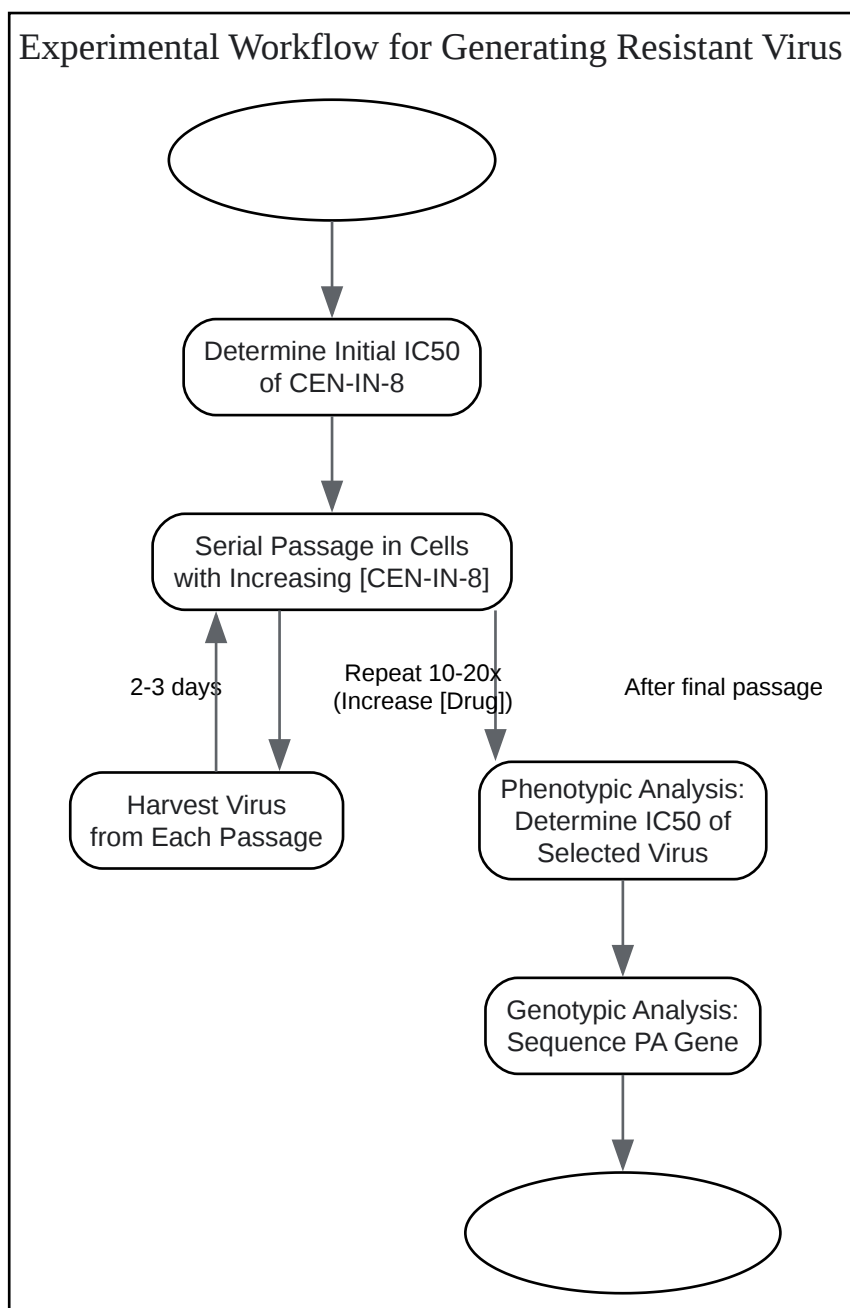 Experimental Workflow for Generating Resistant Virus
Determine Initial IC50
of CEN-IN-8
Serial Passage in Cells
with Increasing [CEN-IN-8]
2-3 days
Repeat 10-20x
(Increase [Drug])
After final passage
Harvest Virus
from Each Passage
Phenotypic Analysis:
Determine IC50 of
Selected Virus
Genotypic Analysis:
Sequence PA Gene